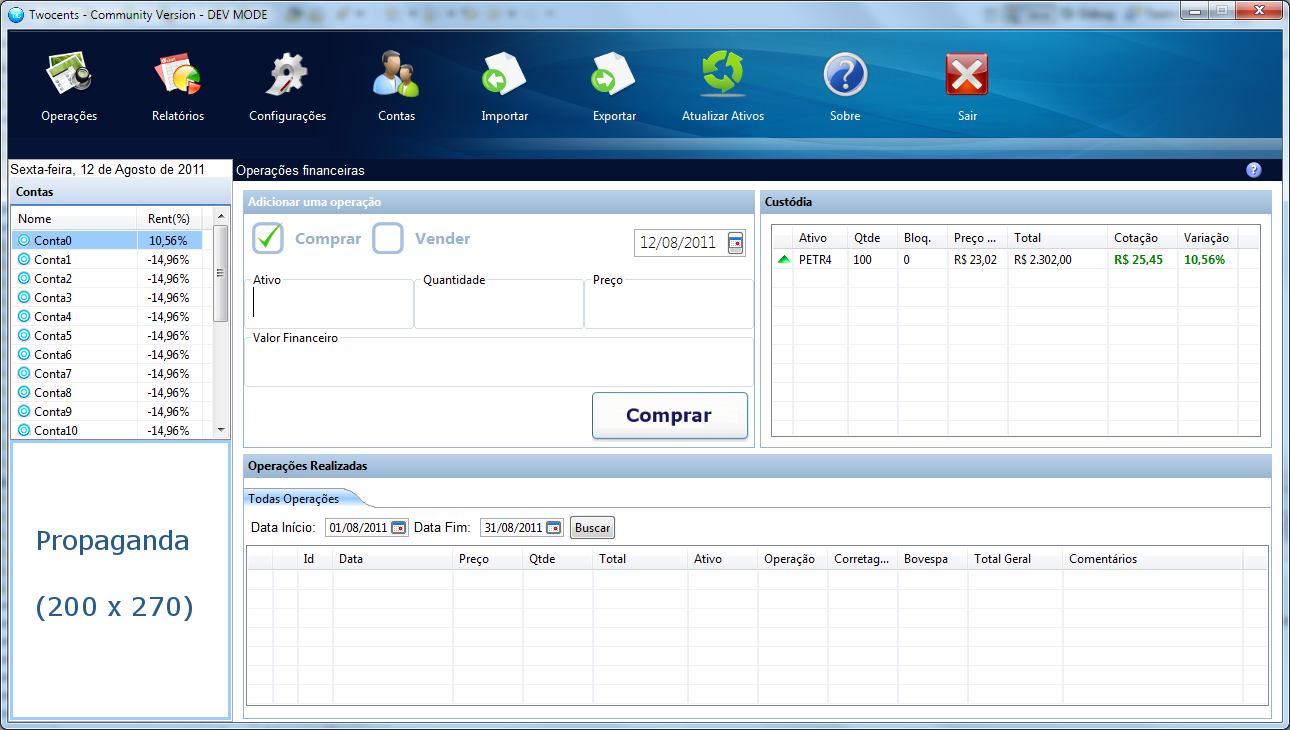 Twocents - Community Version - DEV MODE
Operações
Relatórios
Configurações
Contas
Importar
Exportar
Atualizar Ativos
Sobre
Sair
Sexta-feira, 12 de Agosto de 2011
Operações financeiras
Contas
Nome Rent(%)
Conta0 10,56%
Conta1 -14,96%
Conta2 -14,96%
Conta3 -14,96%
Conta4 -14,96%
Conta5 -14,96%
Conta6 -14,96%
Conta7 -14,96%
Conta8 -14,96%
Conta9 -14,96%
Conta10 -14,96%
Propaganda
(200 x 270)
Adicionar uma operação
Comprar Vender 12/08/2011
Ativo Quantidade Preço
Valor Financeiro
Comprar
Custódia
Ativo Qtde Bloq. Preço ... Total Cotação Variação
PETR4 100 0 R$ 23,02 R$ 2.302,00 R$ 25,45 10,56%
Operações Realizadas
Todas Operações
Data Início: 01/08/2011 Data Fim: 31/08/2011 Buscar
Id Data Preço Qtde Total Ativo Operação Corretag... Bovespa Total Geral Comentários